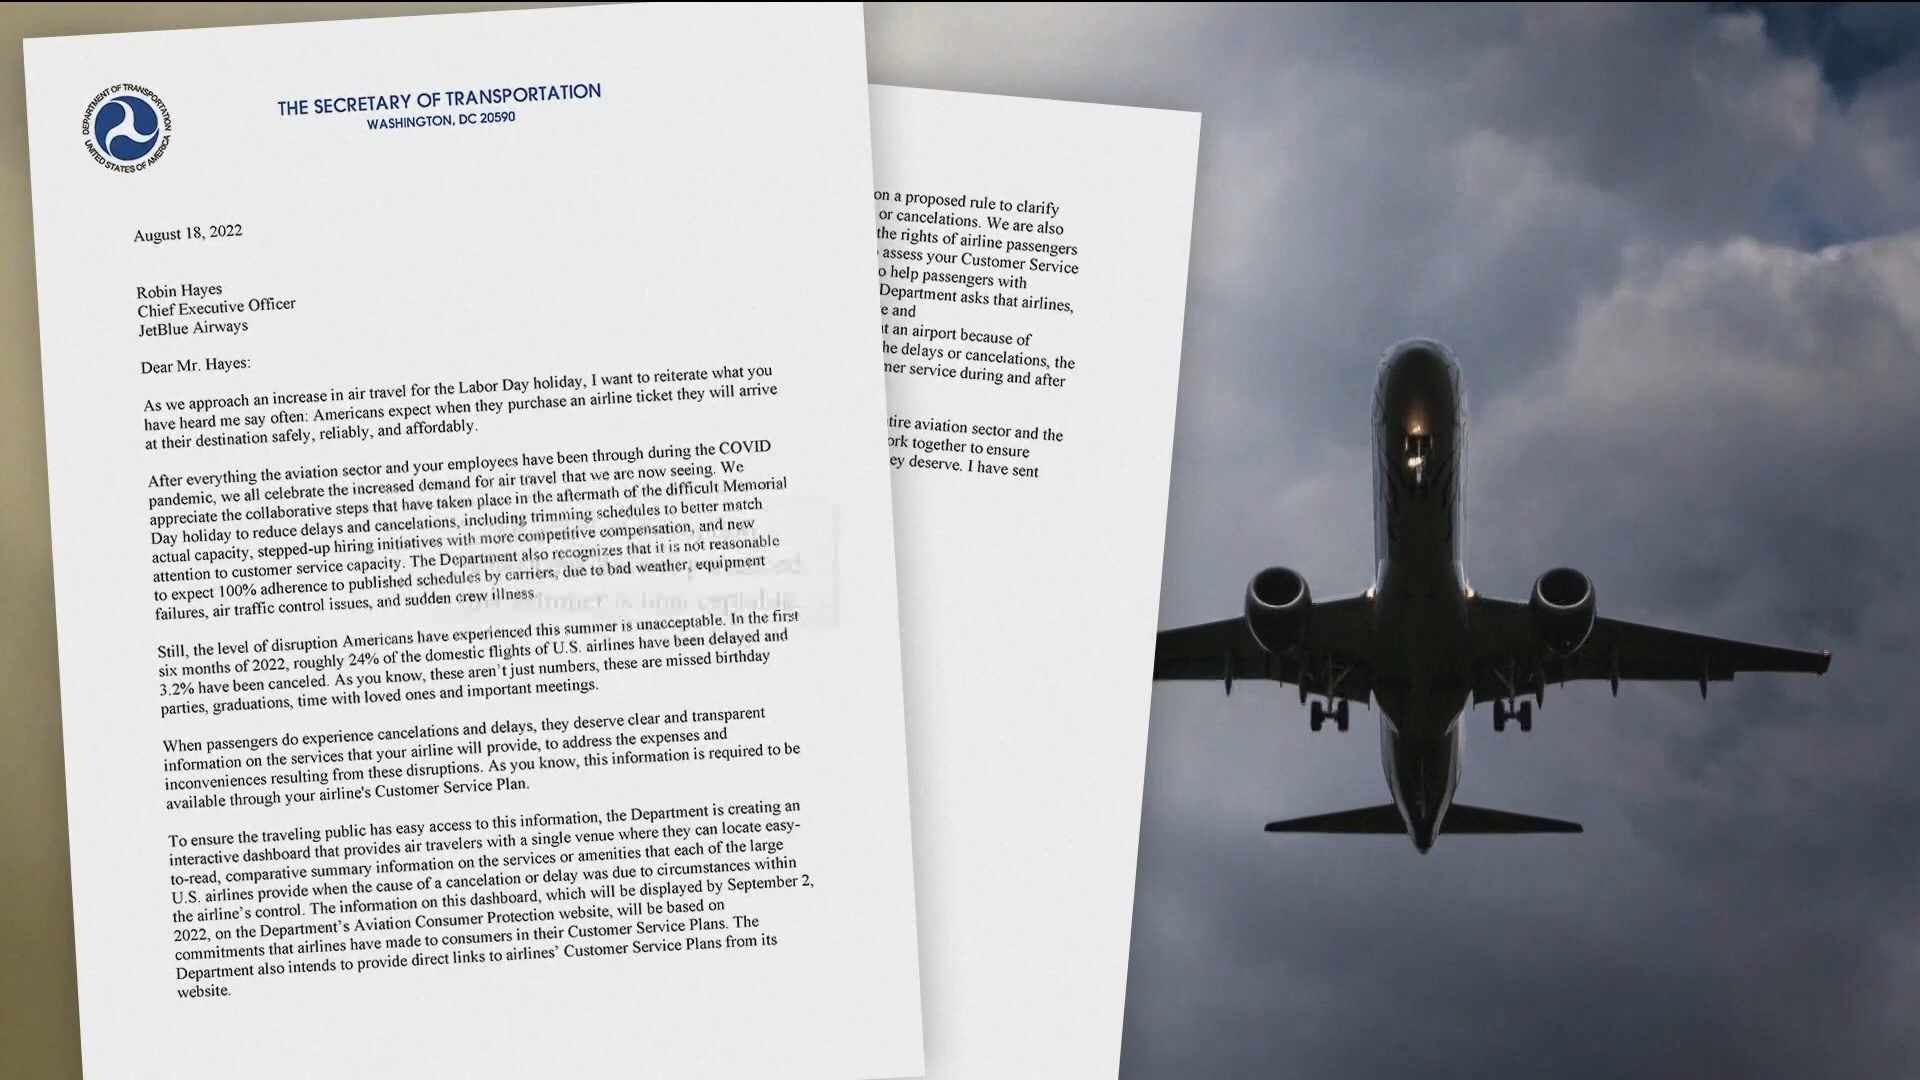 DEPARTMENT OF TRANSPORTATION
UNITED STATES OF AMERICA
THE SECRETARY OF TRANSPORTATION
WASHINGTON, DC 20590
August 18, 2022
Robin Hayes
Chief Executive Officer
JetBlue Airways
Dear Mr. Hayes:
As we approach an increase in air travel for the Labor Day holiday, I want to reiterate what you
have heard me say often: Americans expect when they purchase an airline ticket they will arrive
at their destination safely, reliably, and affordably.
After everything the aviation sector and your employees have been through during the COVID
pandemic, we all celebrate the increased demand for air travel that we are now seeing. We
appreciate the collaborative steps that have taken place in the aftermath of the difficult Memorial
Day holiday to reduce delays and cancelations, including trimming schedules to better match
actual capacity, stepped-up hiring initiatives with more competitive compensation, and new
attention to customer service capacity. The Department also recognizes that it is not reasonable
to expect 100% adherence to published schedules by carriers, due to bad weather, equipment
failures, air traffic control issues, and sudden crew illness.
Still, the level of disruption Americans have experienced this summer is unacceptable. In the first
six months of 2022, roughly 24% of the domestic flights of U.S. airlines have been delayed and
3.2% have been canceled. As you know, these aren't just numbers, these are missed birthday
parties, graduations, time with loved ones and important meetings.
When passengers do experience cancelations and delays, they deserve clear and transparent
information on the services that your airline will provide, to address the expenses and
inconveniences resulting from these disruptions. As you know, this information is required to be
available through your airline's Customer Service Plan.
To ensure the traveling public has easy access to this information, the Department is creating an
interactive dashboard that provides air travelers with a single venue where they can locate easy-
to-read, comparative summary information on the services or amenities that each of the large
U.S. airlines provide when the cause of a cancelation or delay was due to circumstances within
the airline's control. The information on this dashboard, which will be displayed by September 2,
2022, on the Department's Aviation Consumer Protection website, will be based on
commitments that airlines have made to consumers in their Customer Service Plans. The
Department also intends to provide direct links to airlines' Customer Service Plans from its
website.
on a proposed rule to clarify
or cancelations. We are also
the rights of airline passengers
assess your Customer Service
o help passengers with
Department asks that airlines,
e and
at an airport because of
he delays or cancelations, the
mer service during and after
tire aviation sector and the
ork together to ensure
ey deserve. I have sent